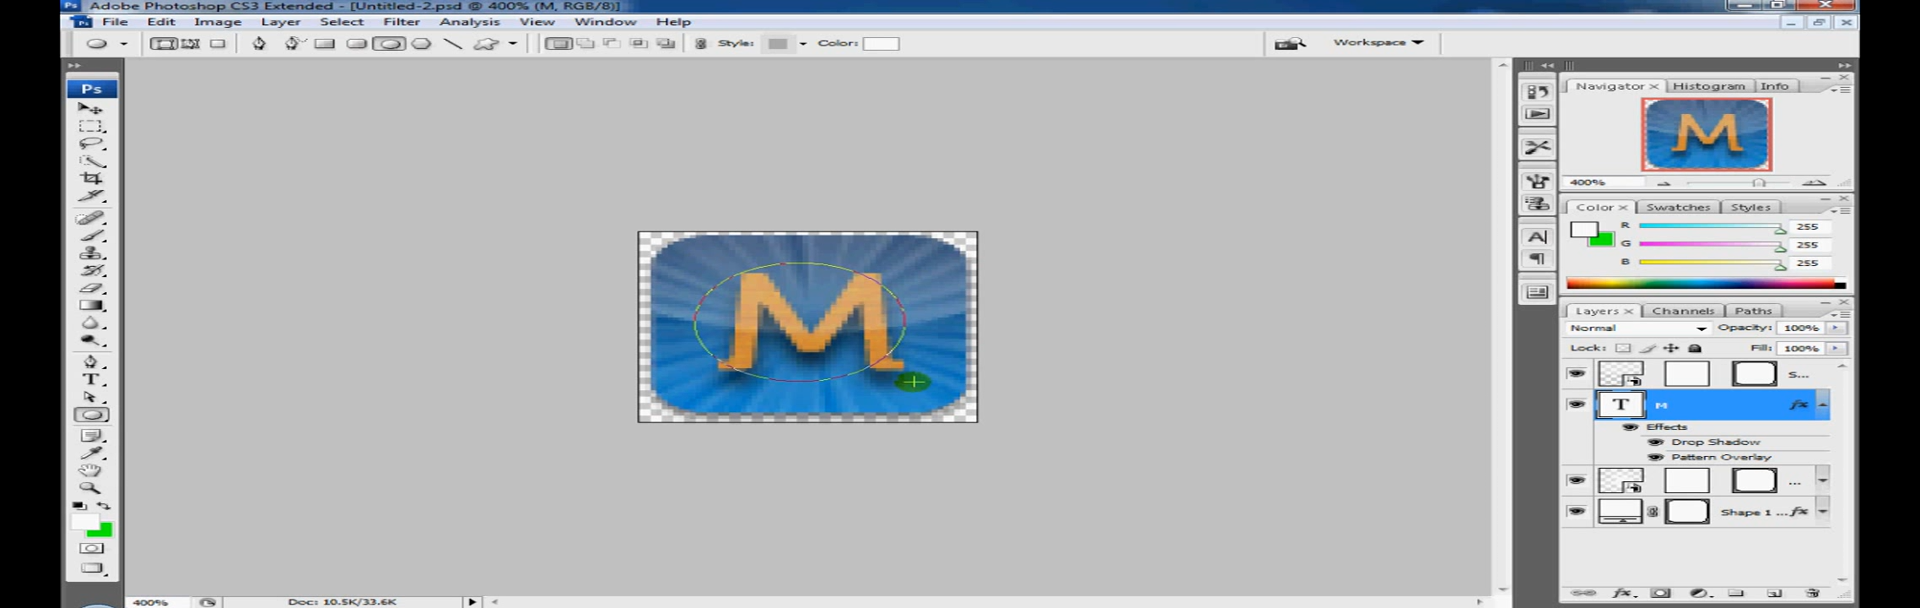 Ps Adobe Photoshop CS3 Extended - [Untitled-2.psd @ 400% (M, RGB/8)]
Ps File Edit Image Layer Select Filter Analysis View Window Help
Style: Color: Workspace
Ps
Navigator x Histogram Info
M
400%
Color x Swatches Styles
R 255
G 255
B 255
M
T
A
Layers x Channels Paths
Normal Opacity: 100%
Lock: Fill: 100%
S...
T M fx
Effects
Drop Shadow
Pattern Overlay
...
Shape 1 ... fx
400% Doc: 10.5K/33.6K
fx